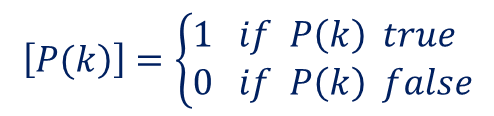 [P(k)] = {1 if P(k) true
0 if P(k) false